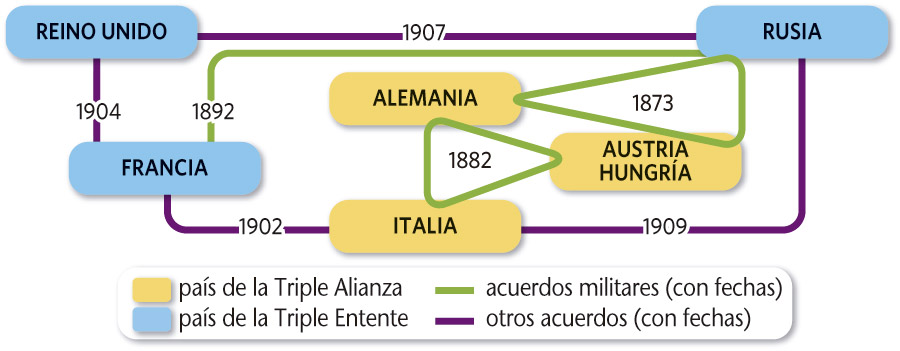 REINO UNIDO
1907
RUSIA
ALEMANIA
1873
1904
1892
FRANCIA
1882
AUSTRIA
HUNGRÍA
1902
ITALIA
1909
país de la Triple Alianza
acuerdos militares (con fechas)
país de la Triple Entente
otros acuerdos (con fechas)